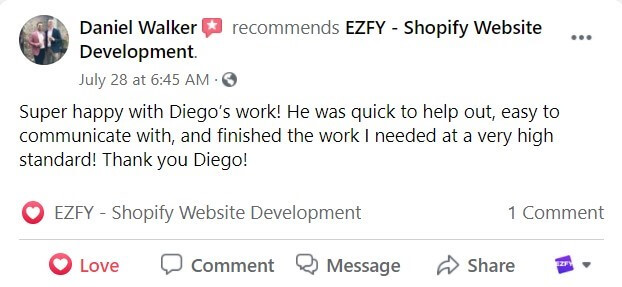 Daniel Walker recommends EZFY - Shopify Website
Development.
July 28 at 6:45 AM ·
Super happy with Diego’s work! He was quick to help out, easy to
communicate with, and finished the work I needed at a very high
standard! Thank you Diego!
EZFY - Shopify Website Development 1 Comment
Love Comment Message Share EZFY